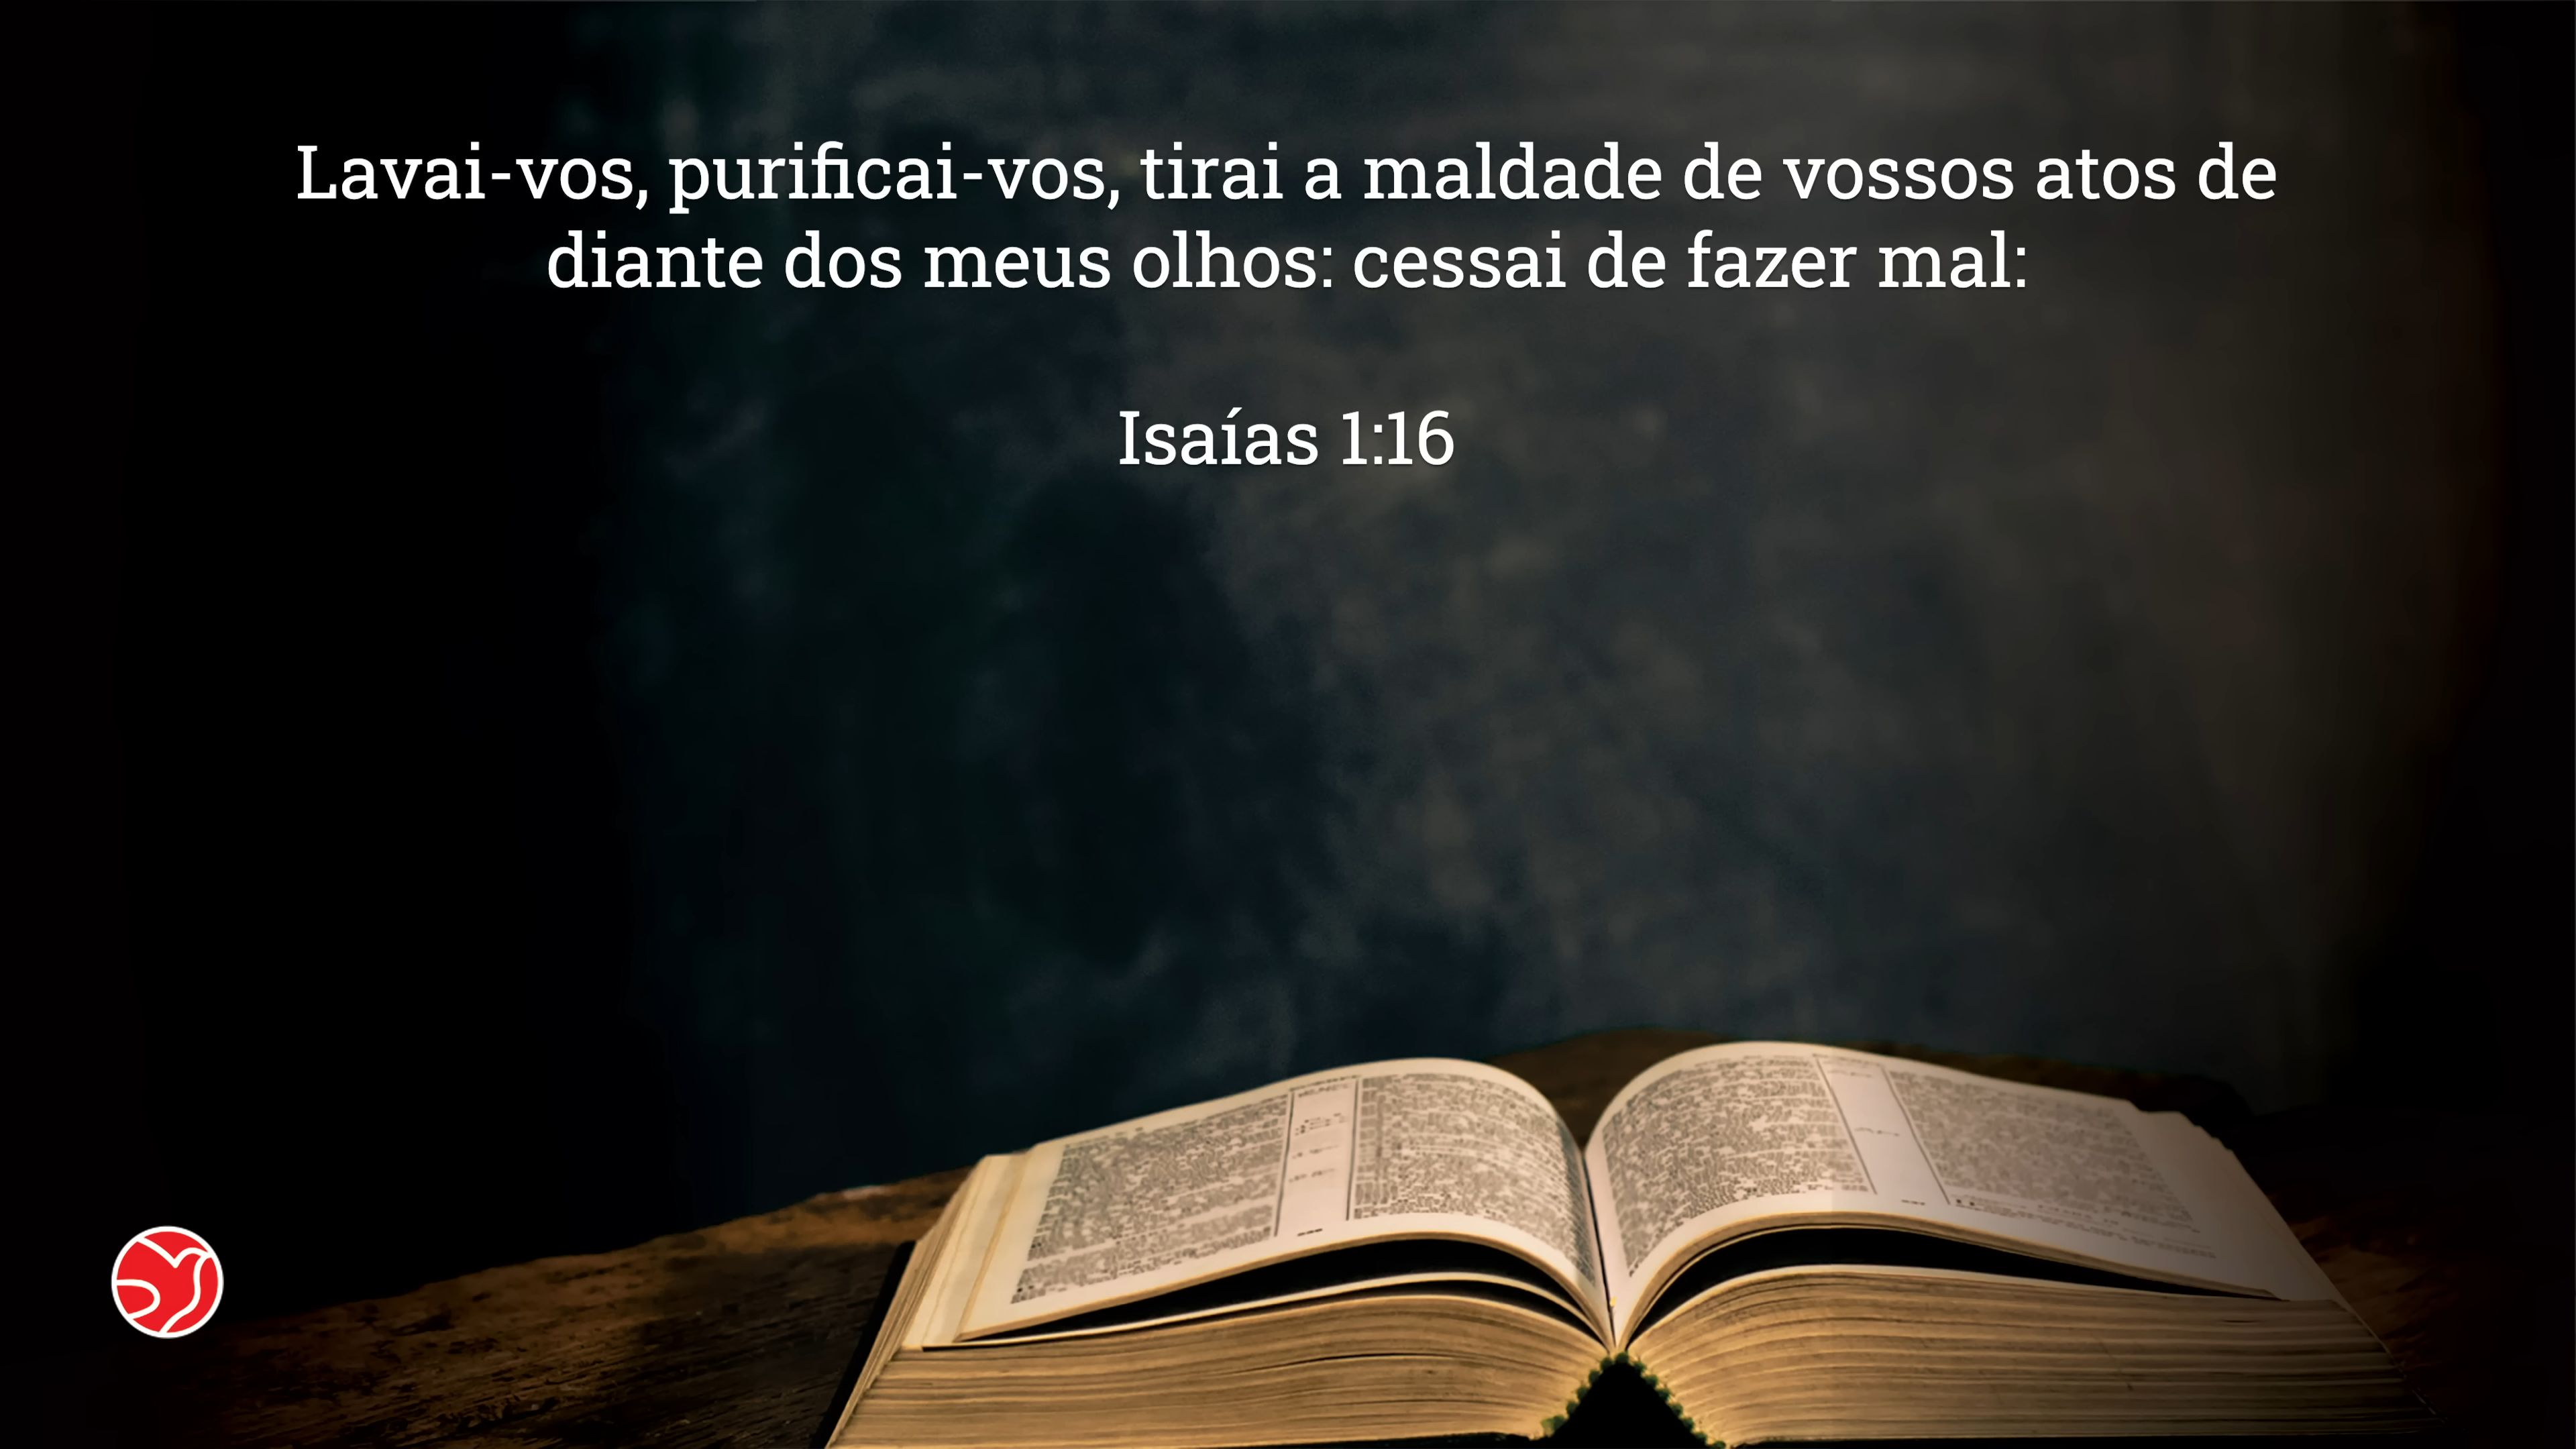 Lavai-vos, purificai-vos, tirai a maldade de vossos atos de
diante dos meus olhos: cessai de fazer mal:
Isaías 1:16